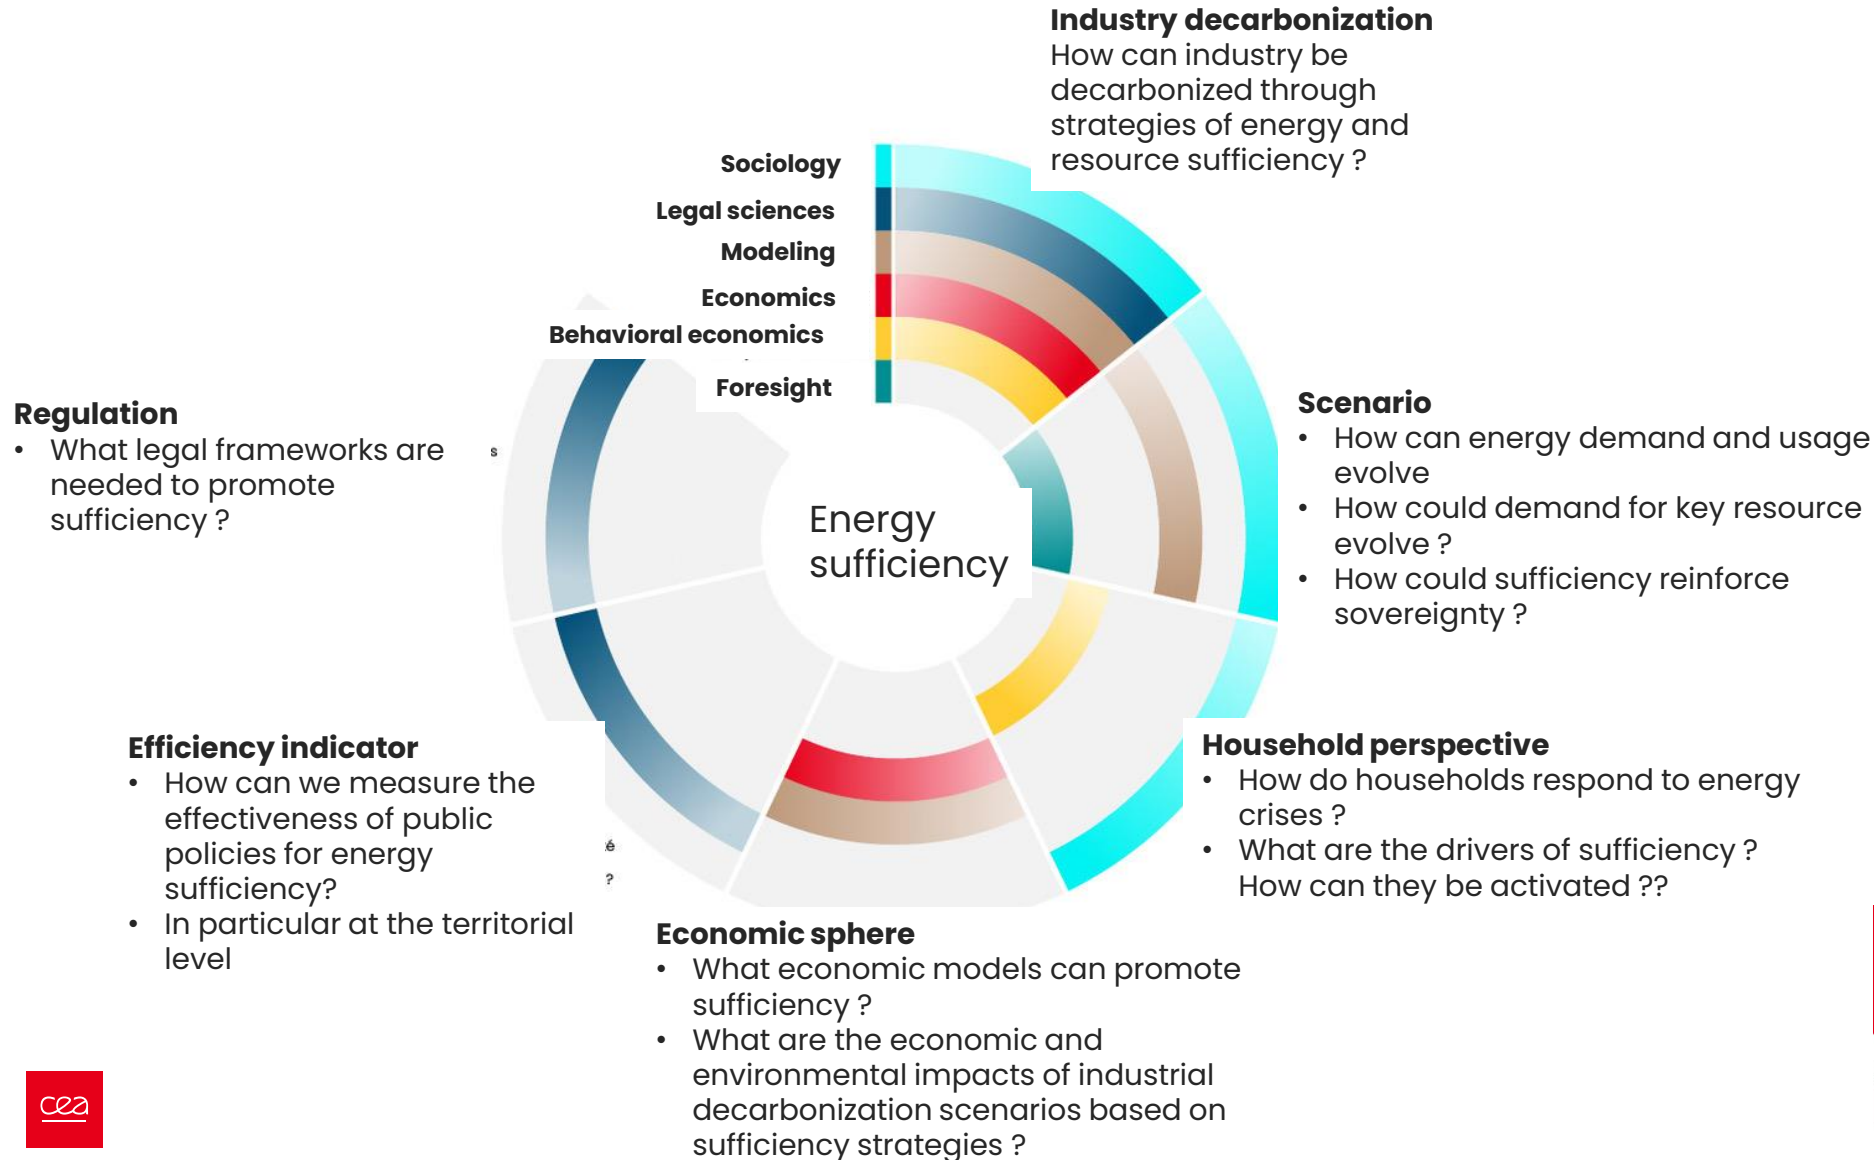 Industry decarbonization
How can industry be
decarbonized through
strategies of energy and
resource sufficiency ?
Sociology
Legal sciences
Modeling
Economics
Behavioral economics
Foresight
Energy
sufficiency
Regulation
• What legal frameworks are
needed to promote
sufficiency ?
s
Scenario
• How can energy demand and usage
evolve
• How could demand for key resource
evolve ?
• How could sufficiency reinforce
sovereignty ?
Efficiency indicator
• How can we measure the
effectiveness of public
policies for energy
sufficiency?
• In particular at the territorial
level
é
?
Household perspective
• How do households respond to energy
crises ?
• What are the drivers of sufficiency ?
How can they be activated ??
Economic sphere
• What economic models can promote
sufficiency ?
• What are the economic and
environmental impacts of industrial
decarbonization scenarios based on
sufficiency strategies ?
cea